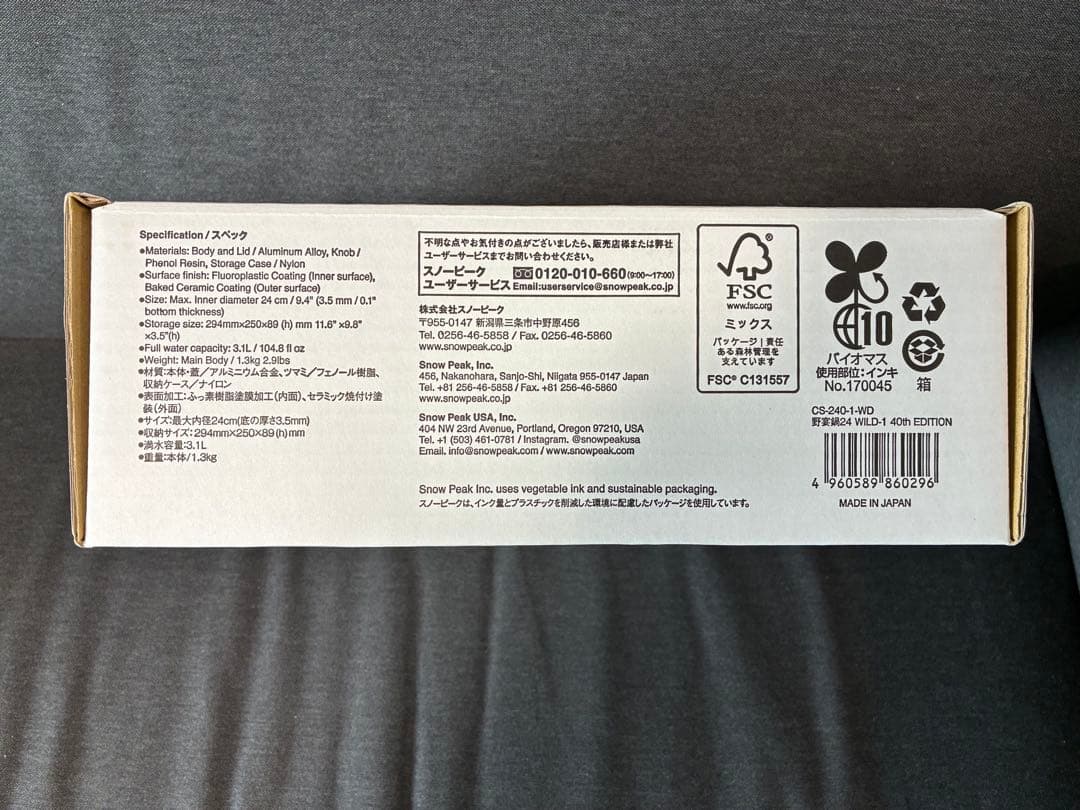 Specification / スペック
●Materials: Body and Lid / Aluminum Alloy, Knob /
Phenol Resin, Storage Case / Nylon
●Surface finish: Fluoroplastic Coating (Inner surface),
Baked Ceramic Coating (Outer surface)
●Size: Max. Inner diameter 24 cm / 9.4" (3.5 mm / 0.1"
bottom thickness)
●Storage size: 294mm×250×89 (h) mm 11.6" ×9.8"
×3.5"(h)
●Full water capacity: 3.1L / 104.8 fl oz
●Weight: Main Body / 1.3kg 2.9lbs
●材質:本体・蓋／アルミニウム合金、ツマミ／フェノール樹脂、
収納ケース／ナイロン
●表面加工:ふっ素樹脂塗膜加工(内面)、セラミック焼付け塗
装(外面)
●サイズ:最大内径24cm(底の厚さ3.5mm)
●収納サイズ:294mm×250×89(h)mm
●満水容量:3.1L
●重量:本体/1.3kg
不明な点やお気付きの点がございましたら、販売店様または弊社
ユーザーサービスまでお問い合わせください。
スノーピーク
ユーザーサービス
0120-010-660 (9:00〜17:00)
Email:userservice@snowpeak.co.jp
株式会社スノーピーク
〒955-0147 新潟県三条市中野原456
Tel. 0256-46-5858 / Fax. 0256-46-5860
www.snowpeak.co.jp
Snow Peak, Inc.
456, Nakanohara, Sanjo-Shi, Niigata 955-0147 Japan
Tel. +81 256-46-5858 / Fax. +81 256-46-5860
www.snowpeak.co.jp
Snow Peak USA, Inc.
404 NW 23rd Avenue, Portland, Oregon 97210, USA
Tel. +1 (503) 461-0781 / Instagram. @snowpeakusa
Email. info@snowpeak.com / www.snowpeak.com
Snow Peak Inc. uses vegetable ink and sustainable packaging.
スノーピークは、インク量とプラスチックを削減した環境に配慮したパッケージを使用しています。
®
FSC
www.fsc.org
ミックス
パッケージ｜責任
ある森林管理を
支えています
FSC® C131557
10
バイオマス
使用部位:インキ
No.170045
紙
箱
CS-240-1-WD
野宴鍋24 WILD-1 40th EDITION
4 960589 860296
MADE IN JAPAN